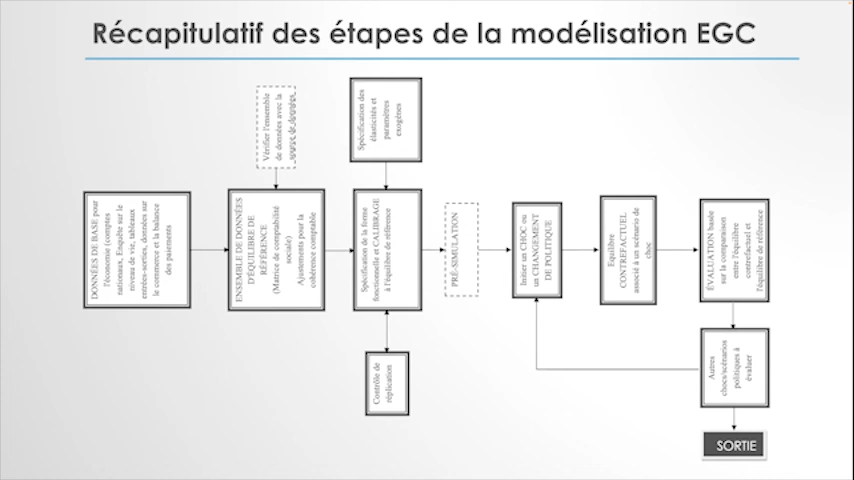 Récapitulatif des étapes de la modélisation EGC
DONNÉES DE BASE pour
l'économie (comptes
nationaux, Enquête sur le
niveau de vie, tableaux
entrées-sorties, données sur
le commerce et la balance
des paiements
Vérifier l'ensemble
de données avec la
source de données
ENSEMBLE DE DONNÉES
D'ÉQUILIBRE DE
RÉFÉRENCE
(Matrice de comptabilité
sociale)
Ajustements pour la
cohérence comptable
Spécification des
élasticités et
paramètres
exogènes
Spécification de la forme
fonctionnelle et CALIBRAGE
à l'équilibre de référence
Contrôle de
réplication
PRÉ-SIMULATION
Initier un CHOC ou
un CHANGEMENT
DE POLITIQUE
Equilibre
CONTREFACTUEL
associé à un scénario de
choc
ÉVALUATION basée
sur la comparaison
entre l'équilibre
contrefactuel et
l'équilibre de référence
Autres
chocs/scénarios
politiques à
évaluer
SORTIE